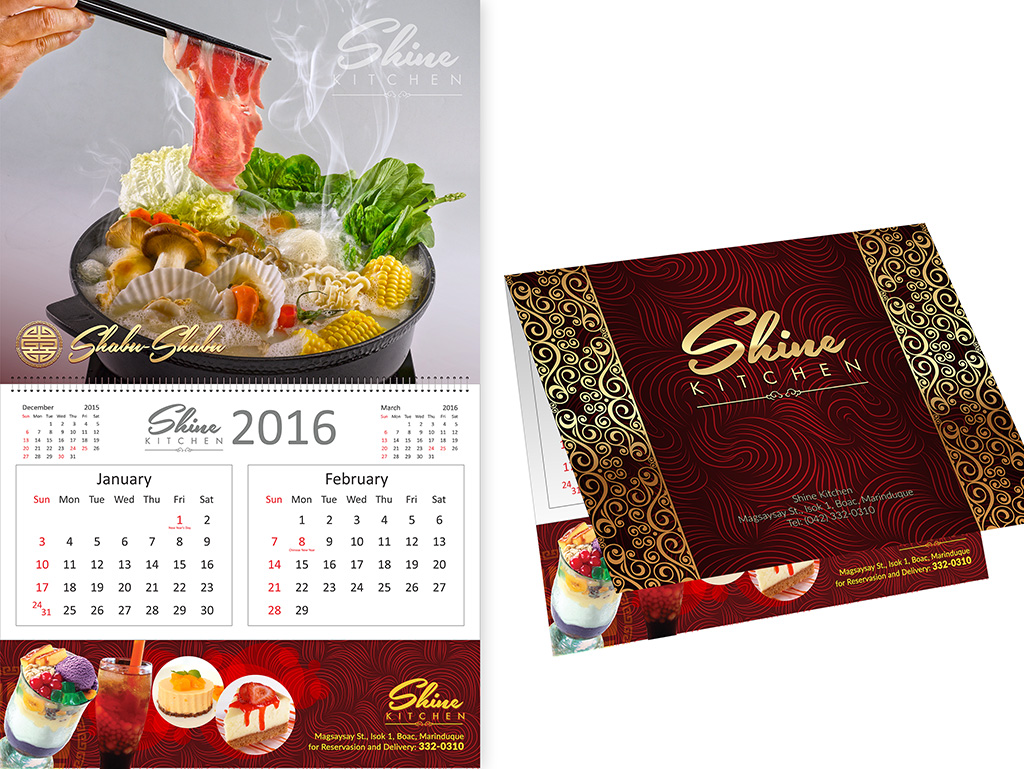 Shine
KITCHEN
Shabu-Shabu
December 2015
Sun Mon Tue Wed Thu Fri Sat
1 2 3 4 5
6 7 8 9 10 11 12
13 14 15 16 17 18 19
20 21 22 23 24 25 26
27 28 29 30 31
Shine
KITCHEN
2016
March 2016
Sun Mon Tue Wed Thu Fri Sat
1 2 3 4 5
6 7 8 9 10 11 12
13 14 15 16 17 18 19
20 21 22 23 24 25 26
27 28 29 30 31
January
Sun Mon Tue Wed Thu Fri Sat
1 2
New Year's Day
3 4 5 6 7 8 9
10 11 12 13 14 15 16
17 18 19 20 21 22 23
24 31 25 26 27 28 29 30
February
Sun Mon Tue Wed Thu Fri Sat
1 2 3 4 5 6
7 8 9 10 11 12 13
Chinese New Year
14 15 16 17 18 19 20
21 22 23 24 25 26 27
28 29
Shine
KITCHEN
Magsaysay St., Isok 1, Boac, Marinduque
for Reservasion and Delivery: 332-0310
Shine
KITCHEN
Shine Kitchen
Magsaysay St., Isok 1, Boac, Marinduque
Tel: (042) 332-0310
24
31
Magsaysay St., Isok 1, Boac, Marinduque
for Reservasion and Delivery: 332-0310